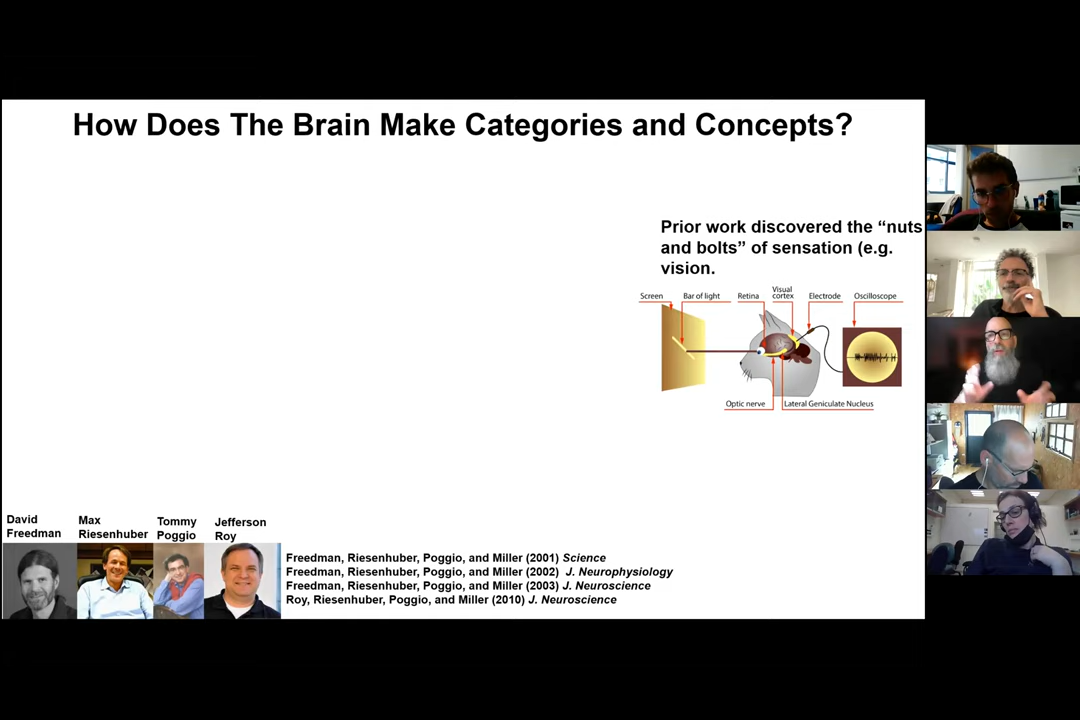 How Does The Brain Make Categories and Concepts?
Prior work discovered the “nuts
and bolts” of sensation (e.g.
vision.
Screen
Bar of light
Retina
Visual
cortex
Electrode
Oscilloscope
Optic nerve
Lateral Geniculate Nucleus
David
Freedman
Max
Riesenhuber
Tommy
Poggio
Jefferson
Roy
Freedman, Riesenhuber, Poggio, and Miller (2001) Science
Freedman, Riesenhuber, Poggio, and Miller (2002) J. Neurophysiology
Freedman, Riesenhuber, Poggio, and Miller (2003) J. Neuroscience
Roy, Riesenhuber, Poggio, and Miller (2010) J. Neuroscience